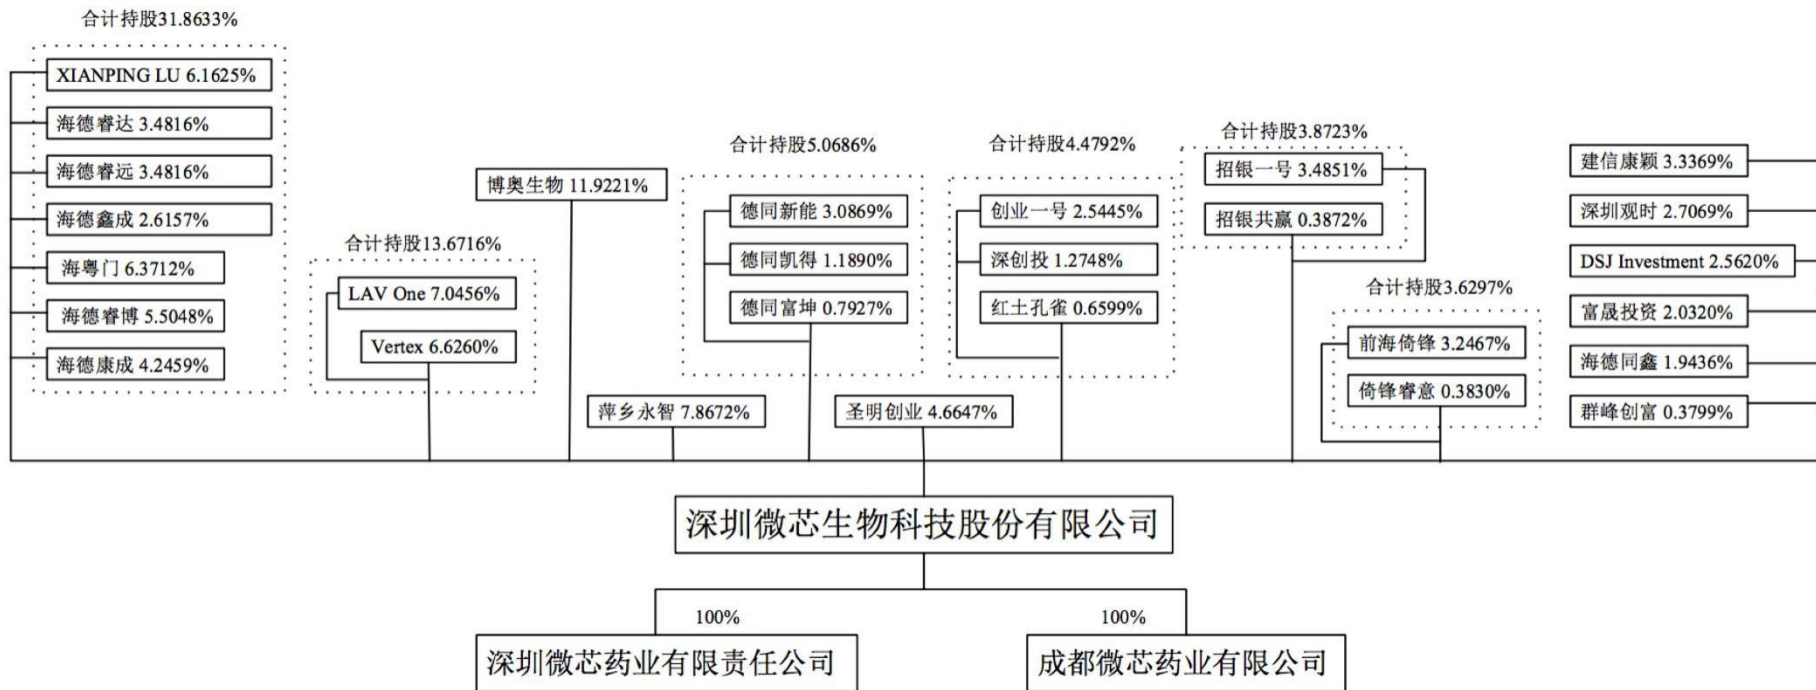 合计持股31.8633%
XIANPING LU 6.1625%
海德睿达 3.4816%
海德睿远 3.4816%
海德鑫成 2.6157%
海粤门 6.3712%
海德睿博 5.5048%
海德康成 4.2459%
合计持股13.6716%
LAV One 7.0456%
Vertex 6.6260%
博奥生物 11.9221%
萍乡永智 7.8672%
合计持股5.0686%
德同新能 3.0869%
德同凯得 1.1890%
德同富坤 0.7927%
圣明创业 4.6647%
合计持股4.4792%
创业一号 2.5445%
深创投 1.2748%
红土孔雀 0.6599%
合计持股3.8723%
招银一号 3.4851%
招银共赢 0.3872%
合计持股3.6297%
前海倚锋 3.2467%
倚锋睿意 0.3830%
建信康颖 3.3369%
深圳观时 2.7069%
DSJ Investment 2.5620%
富晟投资 2.0320%
海德同鑫 1.9436%
群峰创富 0.3799%
深圳微芯生物科技股份有限公司
100%
100%
深圳微芯药业有限责任公司
成都微芯药业有限公司